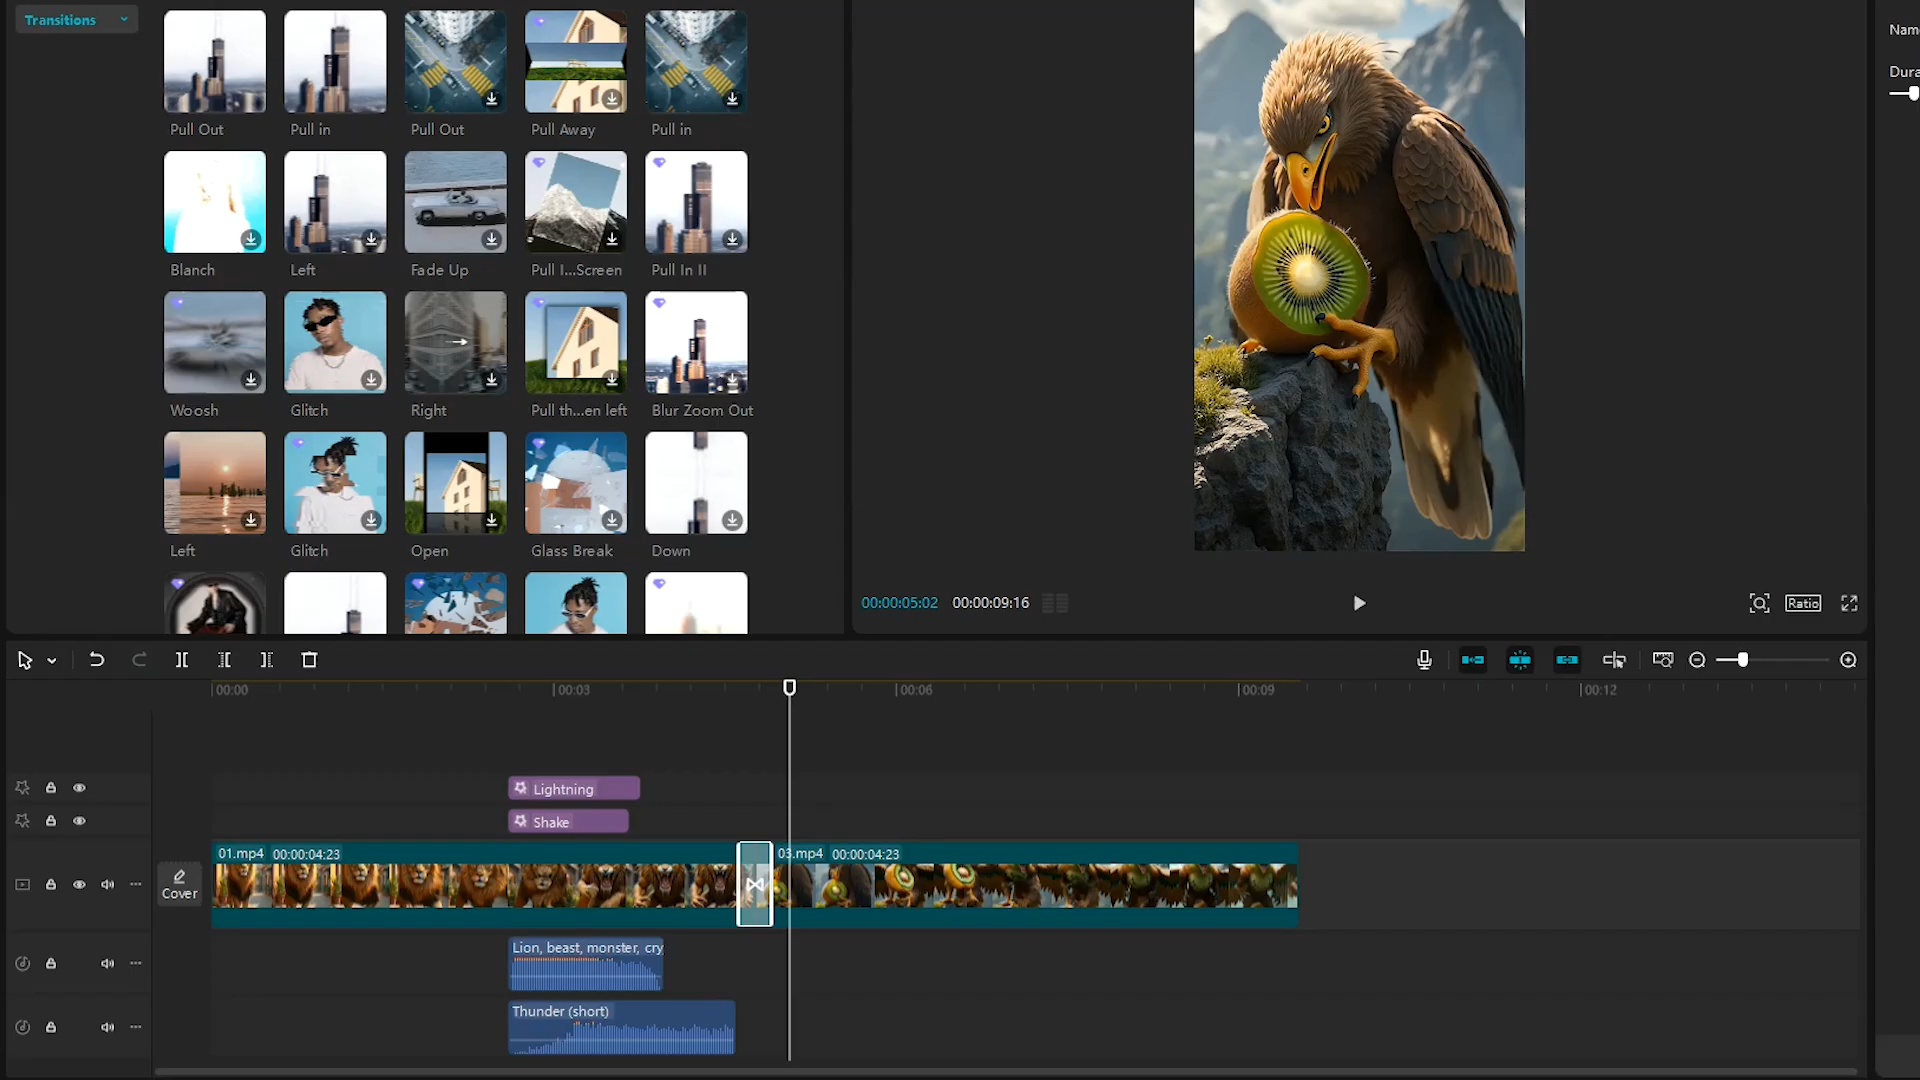 Transitions
Pull Out
Pull in
Pull Out
Pull Away
Pull in
Blanch
Left
Fade Up
Pull I...Screen
Pull In II
Woosh
Glitch
Right
Pull th...en left
Blur Zoom Out
Left
Glitch
Open
Glass Break
Down
Nam
Dura
00:00:05:02 00:00:09:16
Ratio
00:00
00:03
00:06
00:09
00:12
Lightning
Shake
01.mp4 00:00:04:23
03.mp4 00:00:04:23
Cover
Lion, beast, monster, cry
Thunder (short)